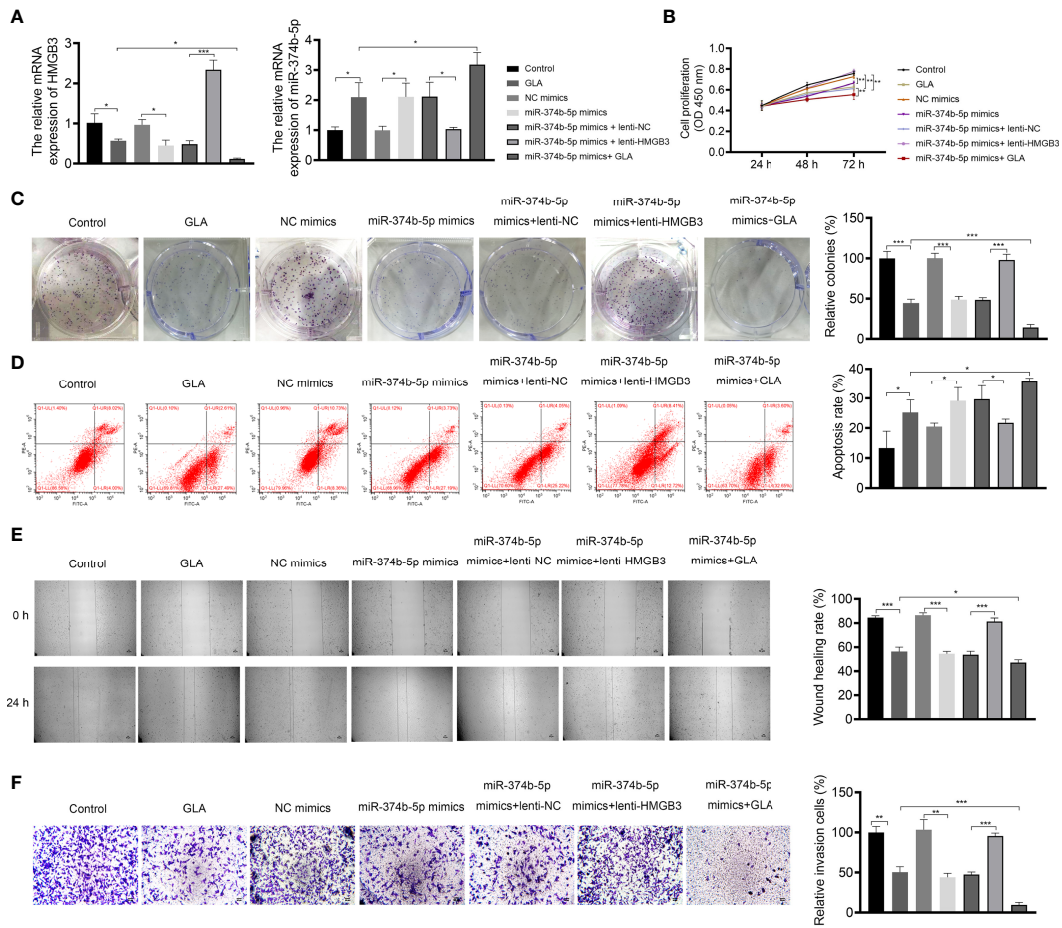 A
The relative mRNA
expression of HMGB3
3
2
1
0
*
*
*
***
The relative mRNA
expression of miR-374b-5p
4
3
2
1
0
*
*
*
*
Control
GLA
NC mimics
miR-374b-5p mimics
miR-374b-5p mimics + lenti-NC
miR-374b-5p mimics + lenti-HMGB3
miR-374b-5p mimics+ GLA
B
Cell proliferation
(OD 450 nm)
1.0
0.8
0.6
0.4
0.2
0.0
24 h
48 h
72 h
**
**
**
**
Control
GLA
NC mimics
miR-374b-5p mimics
miR-374b-5p mimics+ lenti-NC
miR-374b-5p mimics+ lenti-HMGB3
miR-374b-5p mimics+ GLA
C
Control
GLA
NC mimics
miR-374b-5p mimics
miR-374b-5p
mimics+lenti-NC
miR-374b-5p
mimics+lenti-HMGB3
miR-374b-5p
mimics+GLA
Relative colonies (%)
150
100
50
0
***
***
***
***
D
Control
GLA
NC mimics
miR-374b-5p mimics
miR-374b-5p
mimics+lenti-NC
miR-374b-5p
mimics+lenti-HMGB3
miR-374b-5p
mimics+GLA
PE-A
FITC-A
Apoptosis rate (%)
40
30
20
10
0
*
*
*
*
E
Control
GLA
NC mimics
miR-374b-5p mimics
miR-374b-5p
mimics+lenti NC
miR-374b-5p
mimics+lenti HMGB3
miR-374b-5p
mimics+GLA
0 h
24 h
Wound healing rate (%)
100
80
60
40
20
0
***
***
***
*
F
Control
GLA
NC mimics
miR-374b-5p mimics
miR-374b-5p
mimics+lenti-NC
miR-374b-5p
mimics+lenti-HMGB3
miR-374b-5p
mimics+GLA
Relative invasion cells (%)
150
100
50
0
**
**
***
***